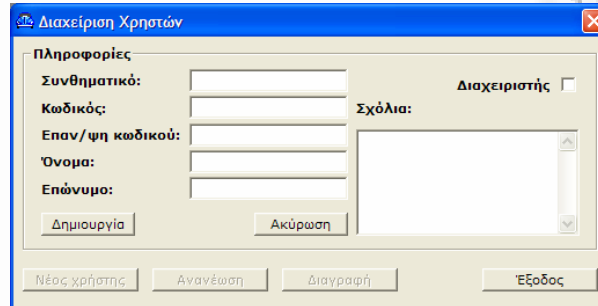 Διαχείριση Χρηστών
Πληροφορίες
Συνθηματικό:
Διαχειριστής
Κωδικός:
Σχόλια:
Επαν/ψη κωδικού:
Όνομα:
Επώνυμο:
Δημιουργία
Ακύρωση
Νέος χρήστης
Ανανέωση
Διαγραφή
Έξοδος